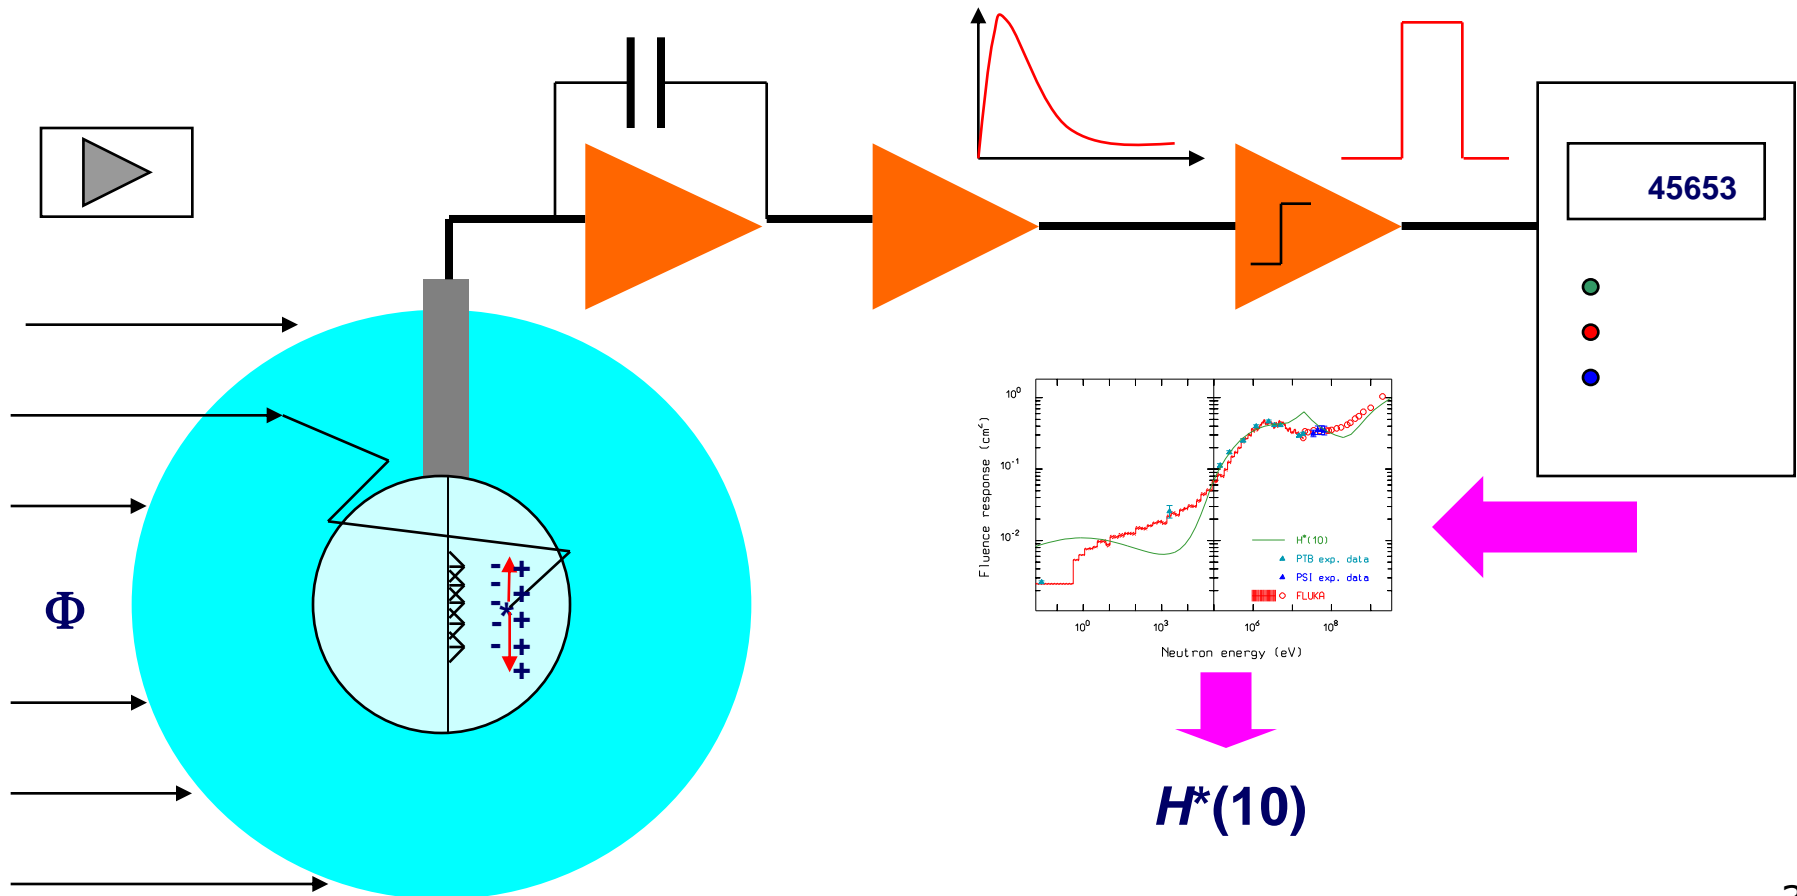 45653
Φ
- +
- +
- * +
- +
- +
+
Fluence response (cm²)
10⁰
10⁻¹
10⁻²
H*(10)
PTB exp. data
PSI exp. data
FLUKA
10⁰ 10³ 10⁶ 10⁸
Neutron energy (eV)
H*(10)